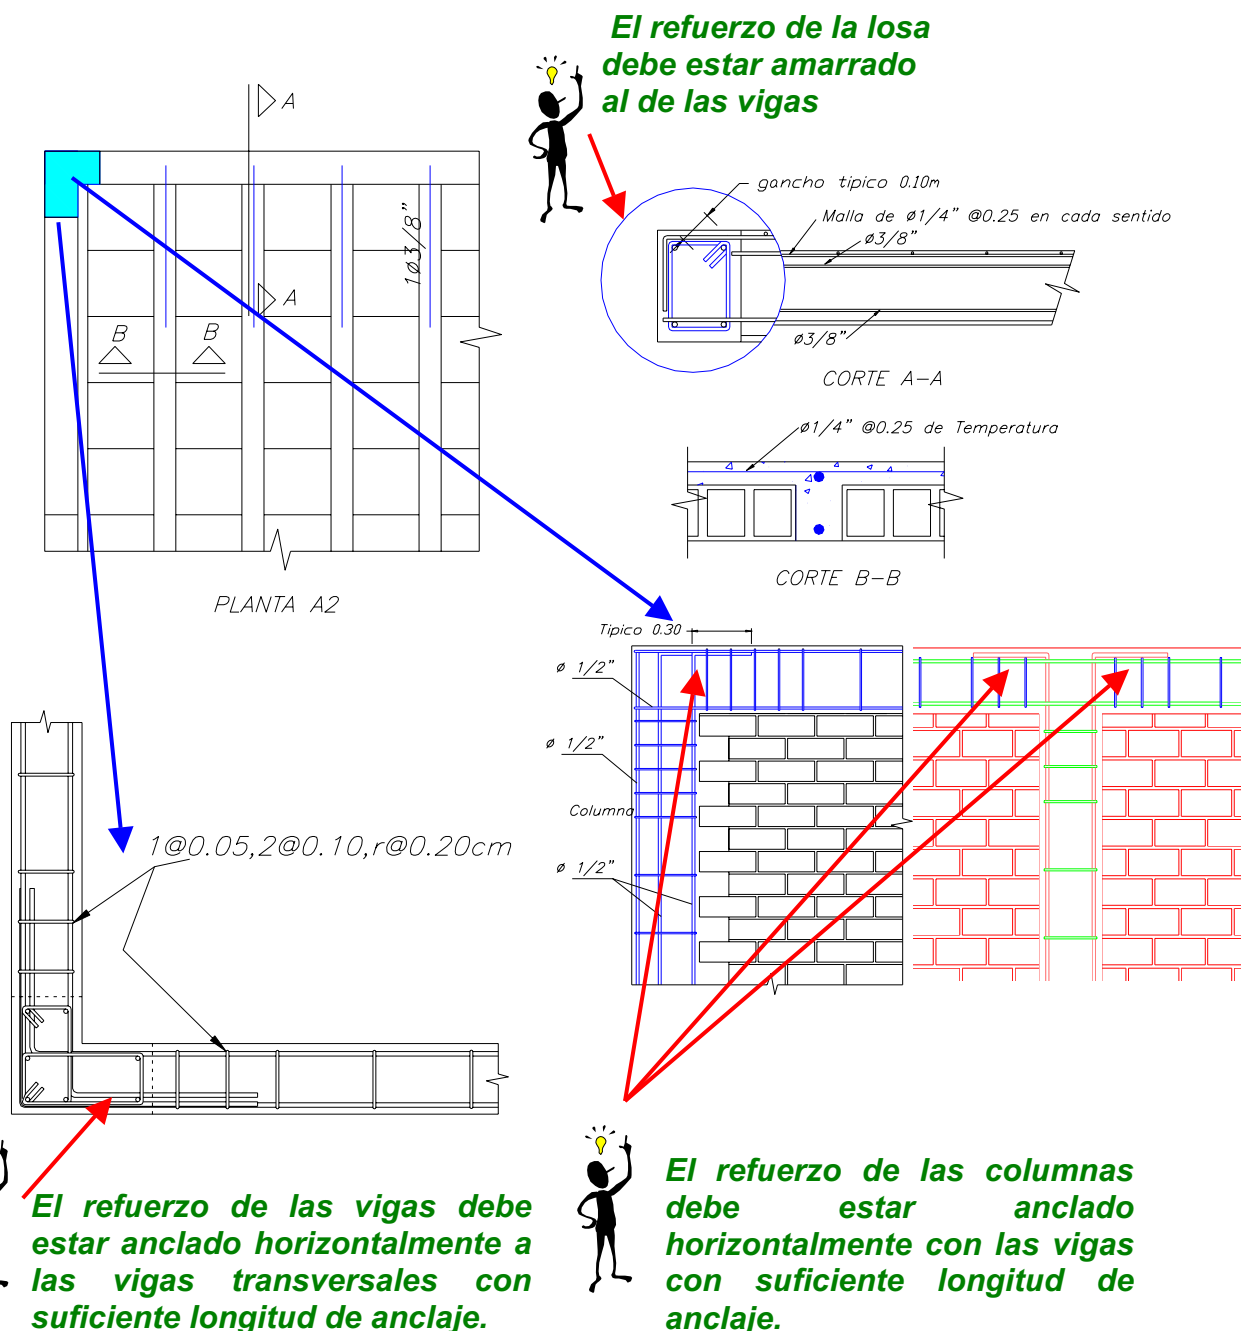 El refuerzo de la losa
debe estar amarrado
al de las vigas
A
gancho tipico 0.10m
Malla de ø1/4" @0.25 en cada sentido
ø3/8"
1ø3/8"
A
B
B
ø3/8"
CORTE A-A
ø1/4" @0.25 de Temperatura
CORTE B-B
PLANTA A2
Tipico 0.30
ø 1/2"
ø 1/2"
Columna
1@0.05,2@0.10,r@0.20cm
ø 1/2"
El refuerzo de las vigas debe
estar anclado horizontalmente a
las vigas transversales con
suficiente longitud de anclaje.
El refuerzo de las columnas
debe estar anclado
horizontalmente con las vigas
con suficiente longitud de
anclaje.